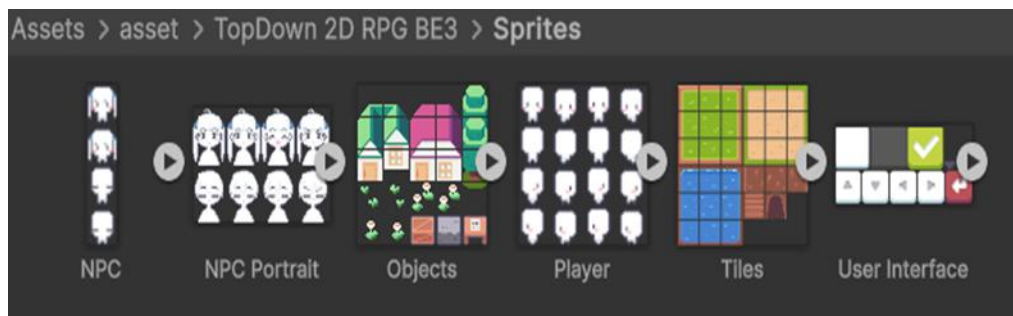 Assets > asset > TopDown 2D RPG BE3 > Sprites
NPC
NPC Portrait
Objects
Player
Tiles
User Interface